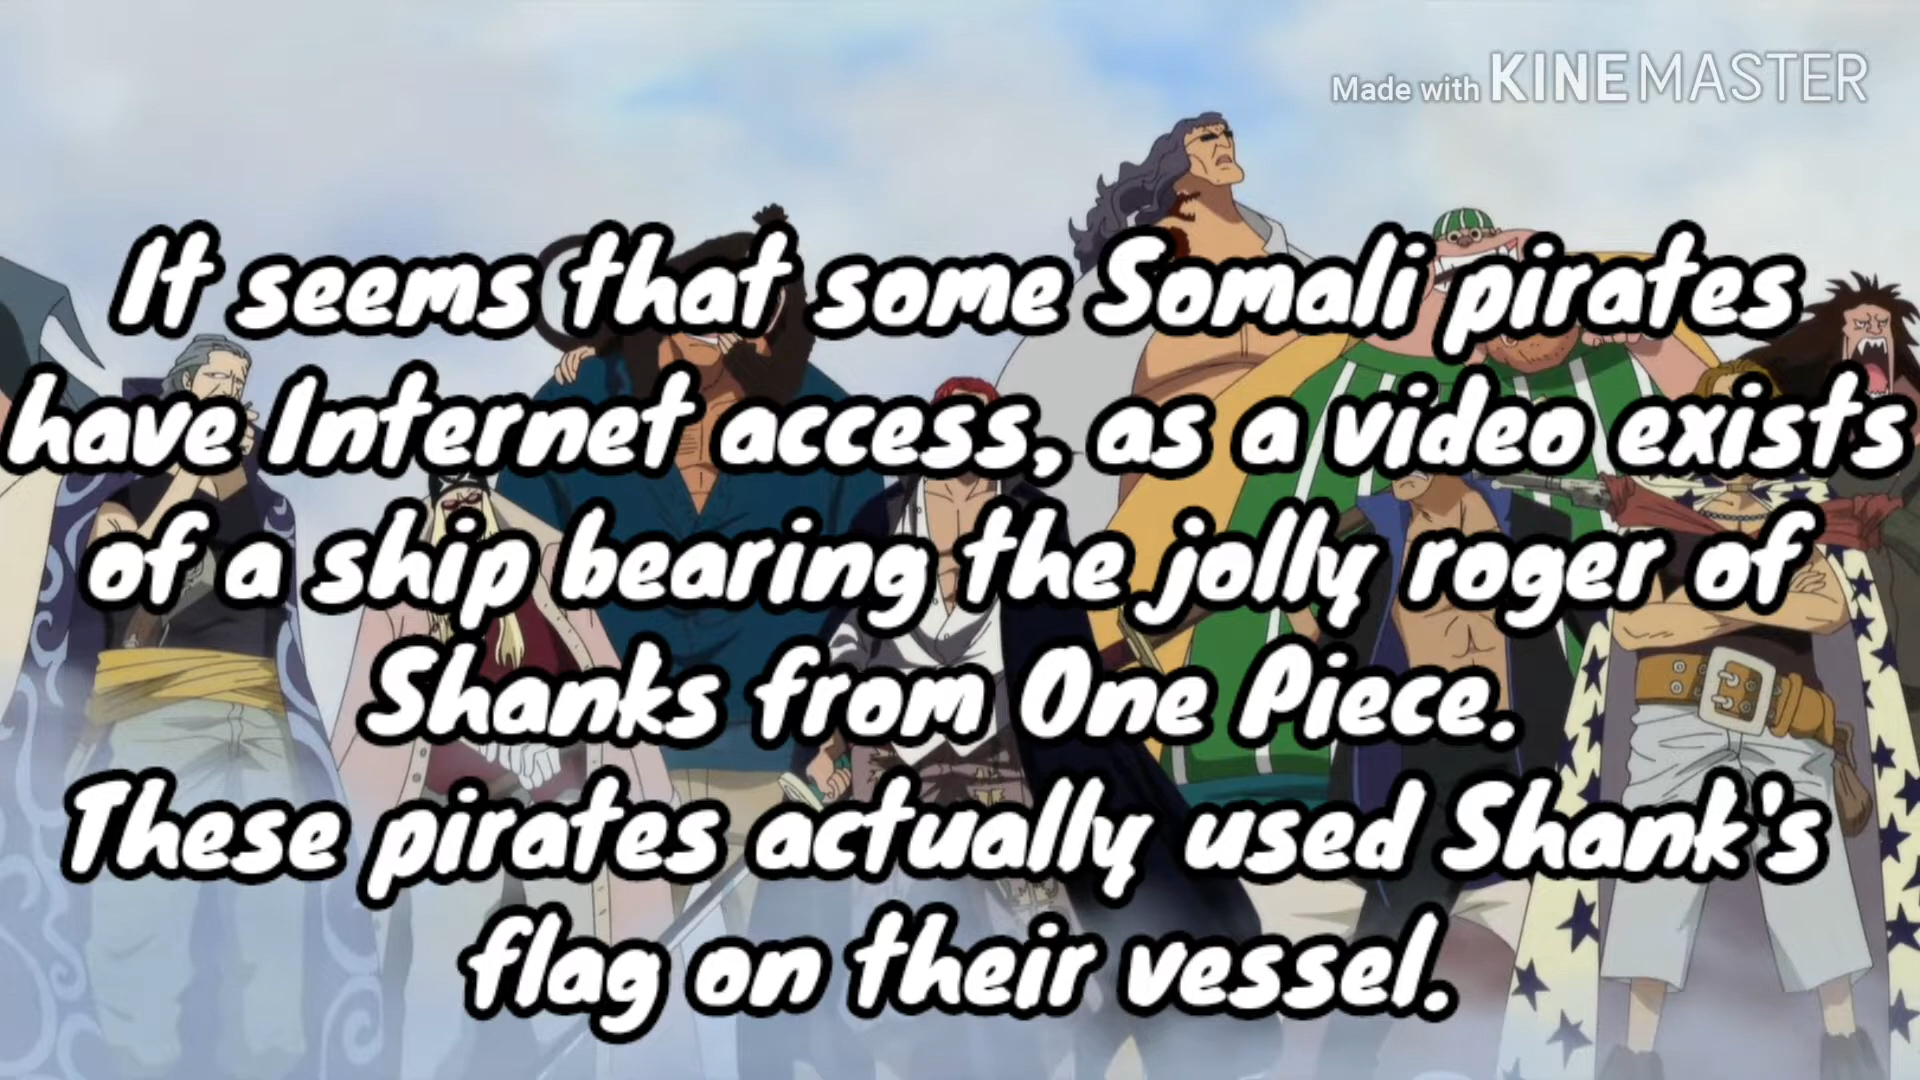 Made with KINEMASTER
It seems that some Somali pirates
have Internet access, as a video exists
of a ship bearing the jolly roger of
Shanks from One Piece.
These pirates actually used Shank's
flag on their vessel.